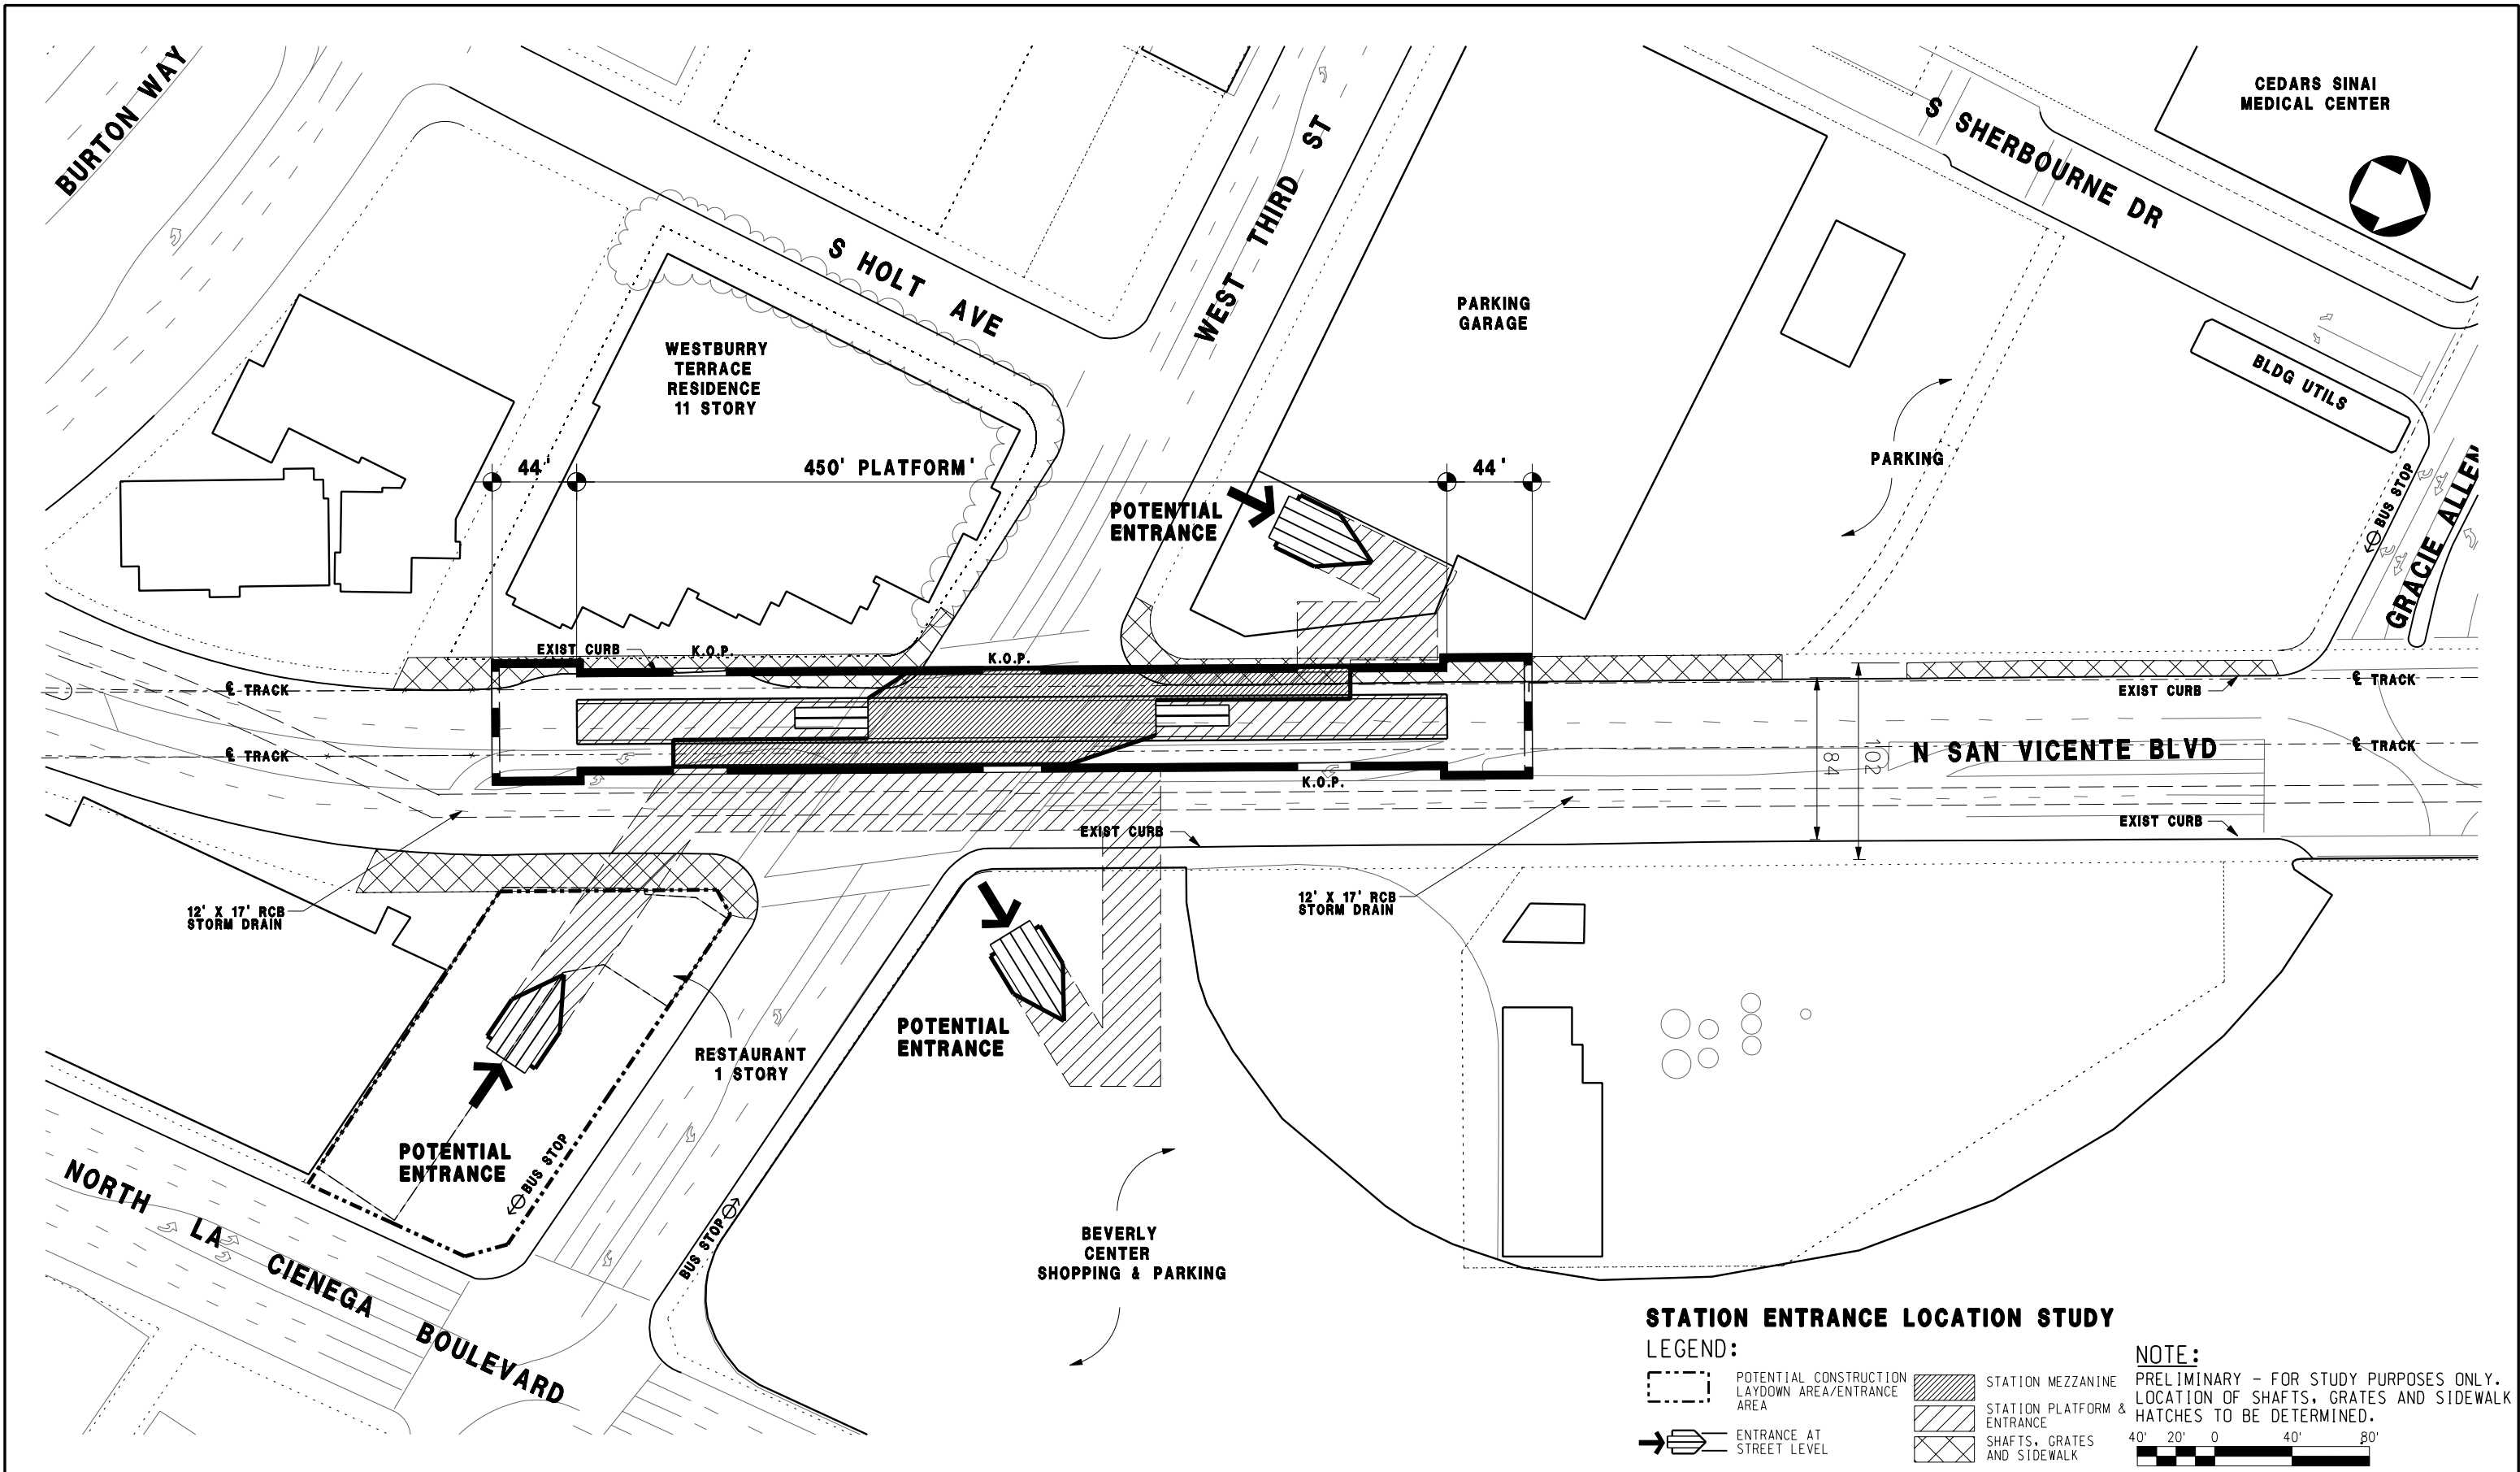 BURTON WAY
CEDARS SINAI
MEDICAL CENTER
S SHERBOURNE DR
WEST THIRD ST
S HOLT AVE
PARKING
GARAGE
WESTBURRY
TERRACE
RESIDENCE
11 STORY
BLDG UTILS
PARKING
44'
450' PLATFORM'
44'
POTENTIAL
ENTRANCE
BUS STOP
GRACIE ALLEN
EXIST CURB
K.O.P.
K.O.P.
℄ TRACK
℄ TRACK
EXIST CURB
℄ TRACK
℄ TRACK
N SAN VICENTE BLVD
84
102
K.O.P.
EXIST CURB
EXIST CURB
12' X 17' RCB
STORM DRAIN
12' X 17' RCB
STORM DRAIN
POTENTIAL
ENTRANCE
RESTAURANT
1 STORY
POTENTIAL
ENTRANCE
BUS STOP
BUS STOP
NORTH LA CIENEGA BOULEVARD
BEVERLY
CENTER
SHOPPING & PARKING
STATION ENTRANCE LOCATION STUDY
LEGEND:
POTENTIAL CONSTRUCTION
LAYDOWN AREA/ENTRANCE
AREA
ENTRANCE AT
STREET LEVEL
STATION MEZZANINE
STATION PLATFORM &
ENTRANCE
SHAFTS, GRATES
AND SIDEWALK
NOTE:
PRELIMINARY - FOR STUDY PURPOSES ONLY.
LOCATION OF SHAFTS, GRATES AND SIDEWALK
HATCHES TO BE DETERMINED.
40' 20' 0 40' 80'